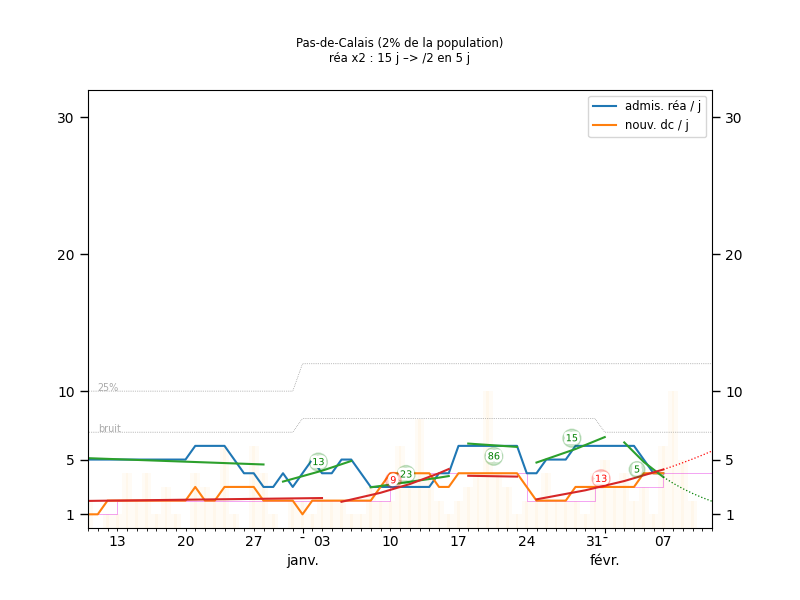 Pas-de-Calais (2% de la population)
réa x2 : 15 j –> /2 en 5 j
admis. réa / j
nouv. dc / j
30 30
20 20
10 10
5 5
1 1
25%
bruit
13
9
23
86
15
13
5
13 20 27 - 03 10 17 24 31- 07
janv. févr.